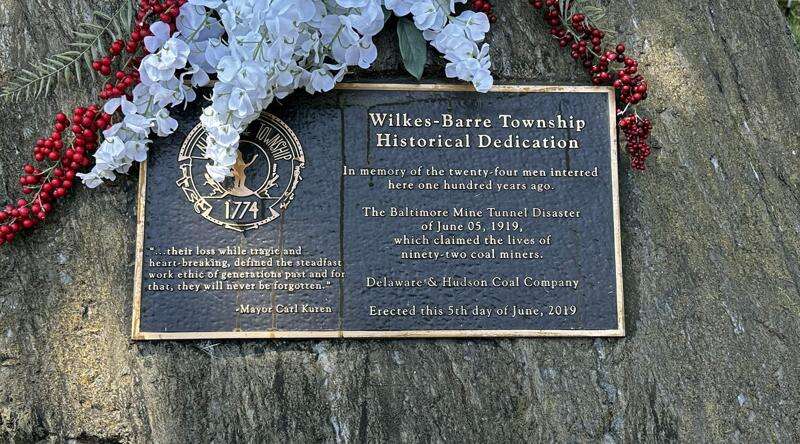 TOWNSHIP
1774
"...their loss while tragic and
heart-breaking, defined the steadfast
work ethic of generations past and for
that, they will never be forgotten."
-Mayor Carl Kuren
Wilkes-Barre Township
Historical Dedication
In memory of the twenty-four men interred
here one hundred years ago.
The Baltimore Mine Tunnel Disaster
of June 05, 1919,
which claimed the lives of
ninety-two coal miners.
Delaware & Hudson Coal Company
Erected this 5th day of June, 2019